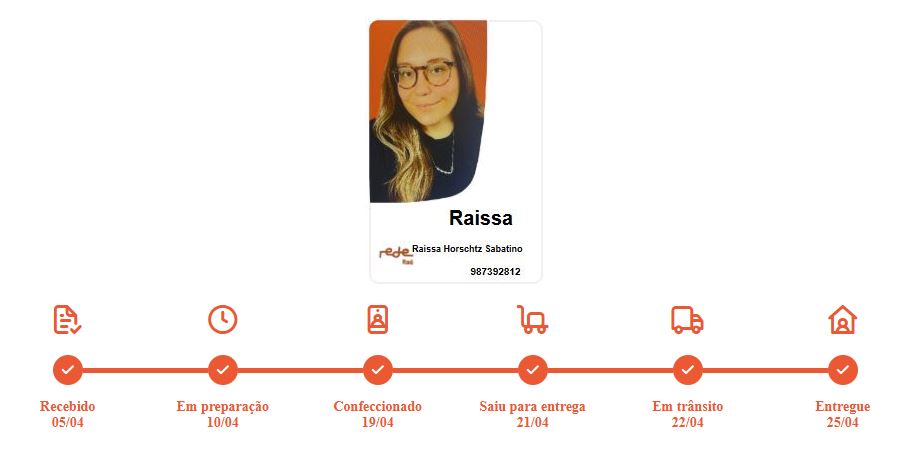 Raissa
rede
Raissa Horschtz Sabatino
Itaú
987392812
Recebido
05/04
Em preparação
10/04
Confeccionado
19/04
Saiu para entrega
21/04
Em trânsito
22/04
Entregue
25/04